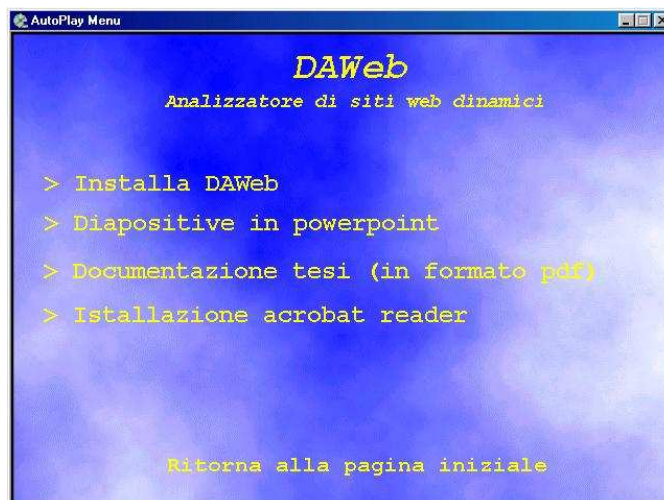 AutoPlay Menu
DAWeb
Analizzatore di siti web dinamici
> Installa DAWeb
> Diapositive in powerpoint
> Documentazione tesi (in formato pdf)
> Istallazione acrobat reader
Ritorna alla pagina iniziale